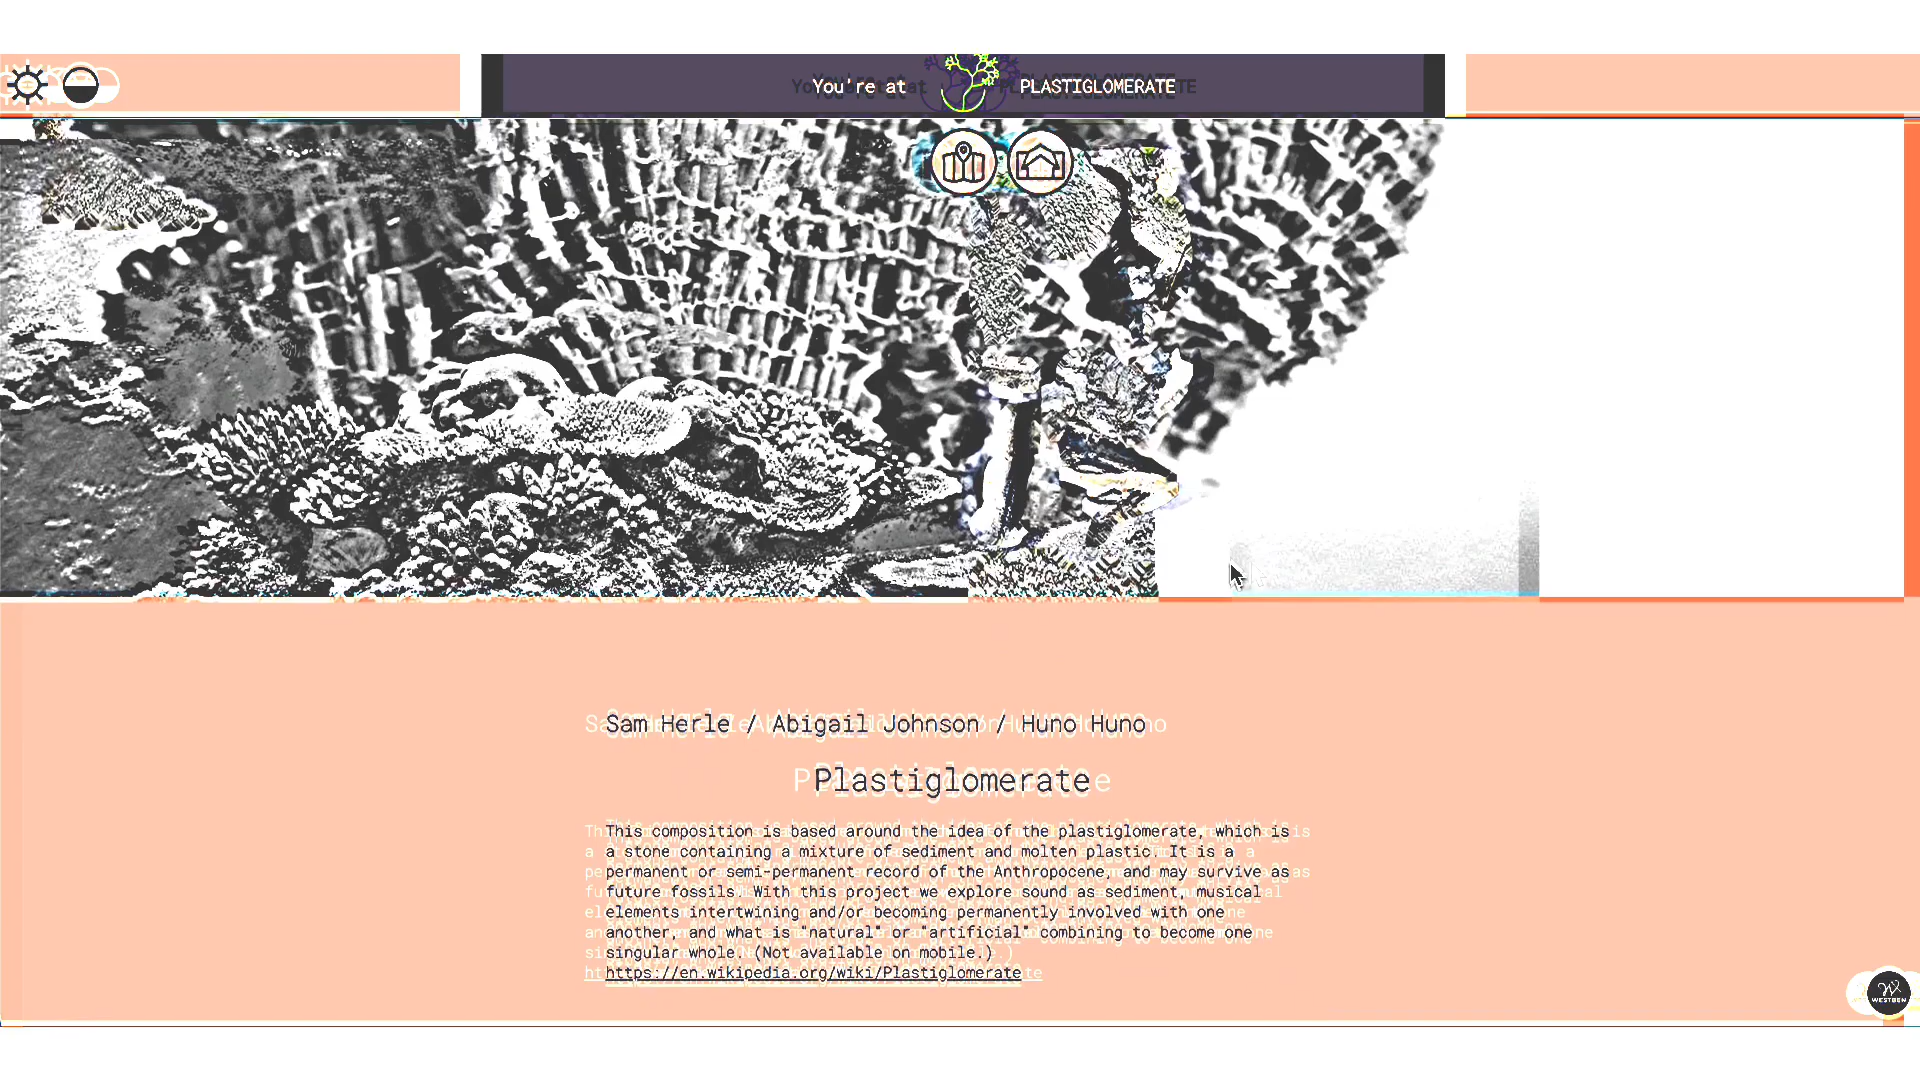 You're at PLASTIGLOMERATE
Sam Herle / Abigail Johnson / Huno Huno
Plastiglomerate
This composition is based around the idea of the plastiglomerate, which is
a stone containing a mixture of sediment and molten plastic. It is a
permanent or semi-permanent record of the Anthropocene, and may survive as
future fossils. With this project we explore sound as sediment, musical
elements intertwining and/or becoming permanently involved with one
another, and what is "natural" or "artificial" combining to become one
singular whole. (Not available on mobile.)
https://en.wikipedia.org/wiki/Plastiglomerate
WESTBEN